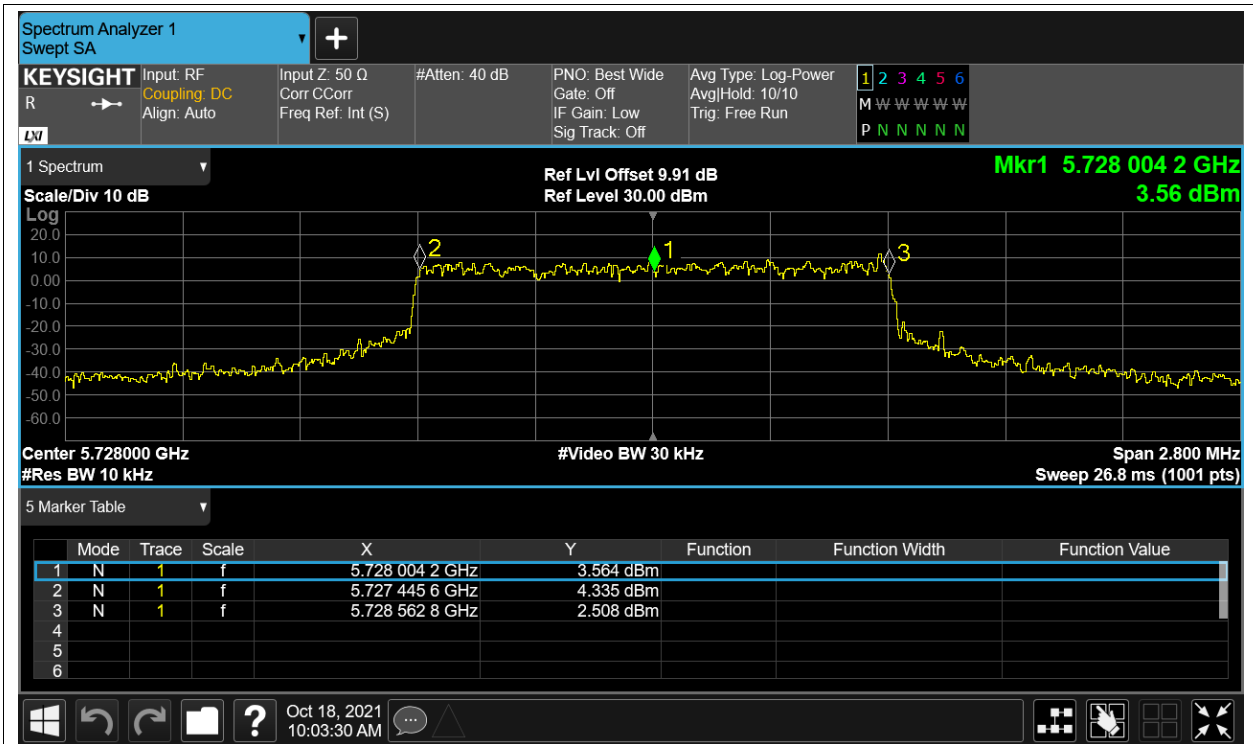 Spectrum Analyzer 1
Swept SA
KEYSIGHT
R
LXI
Input: RF
Coupling: DC
Align: Auto
Input Z: 50 Ω
Corr CCorr
Freq Ref: Int (S)
#Atten: 40 dB
PNO: Best Wide
Gate: Off
IF Gain: Low
Sig Track: Off
Avg Type: Log-Power
Avg|Hold: 10/10
Trig: Free Run
1 2 3 4 5 6
M W W W W W
P N N N N N
1 Spectrum
Scale/Div 10 dB
Ref Lvl Offset 9.91 dB
Ref Level 30.00 dBm
Mkr1 5.728 004 2 GHz
3.56 dBm
Log
20.0
10.0
0.00
-10.0
-20.0
-30.0
-40.0
-50.0
-60.0
2
1
3
Center 5.728000 GHz
#Res BW 10 kHz
#Video BW 30 kHz
Span 2.800 MHz
Sweep 26.8 ms (1001 pts)
5 Marker Table
Mode Trace Scale X Y Function Function Width Function Value
1 N 1 f 5.728 004 2 GHz 3.564 dBm
2 N 1 f 5.727 445 6 GHz 4.335 dBm
3 N 1 f 5.728 562 8 GHz 2.508 dBm
4
5
6
?
Oct 18, 2021
10:03:30 AM